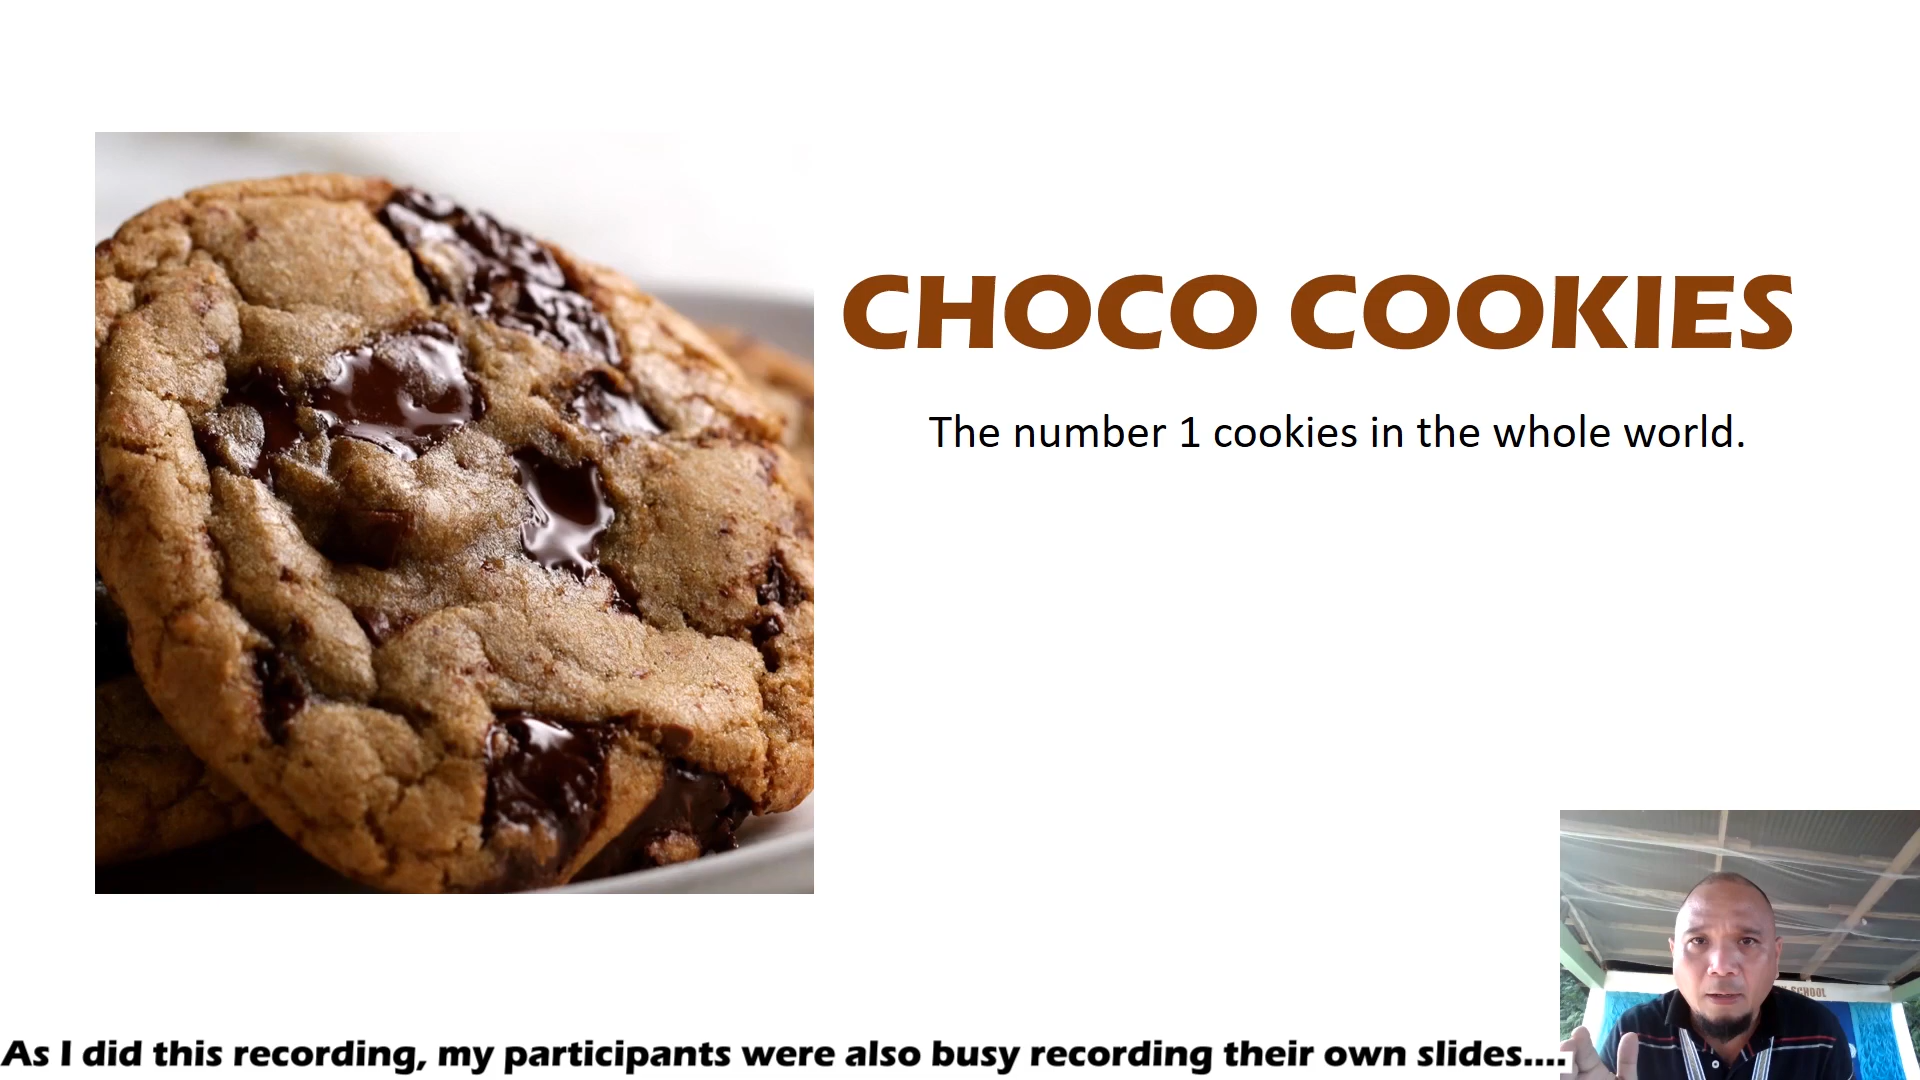 CHOCO COOKIES
The number 1 cookies in the whole world.
SCHOOL
As I did this recording, my participants were also busy recording their own slides....